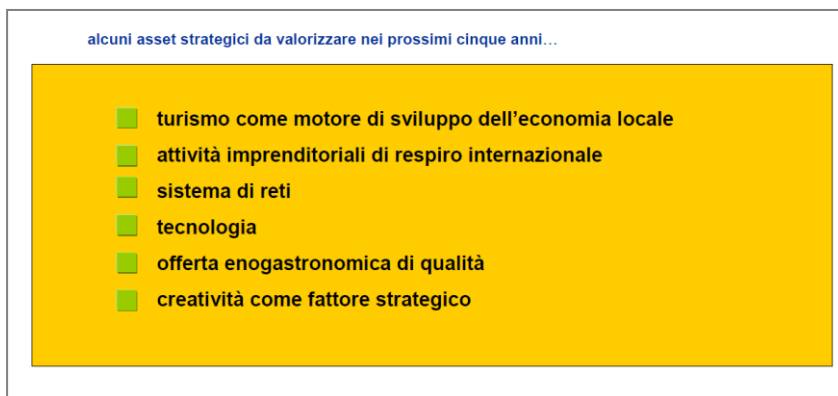 alcuni asset strategici da valorizzare nei prossimi cinque anni…
turismo come motore di sviluppo dell’economia locale
attività imprenditoriali di respiro internazionale
sistema di reti
tecnologia
offerta enogastronomica di qualità
creatività come fattore strategico